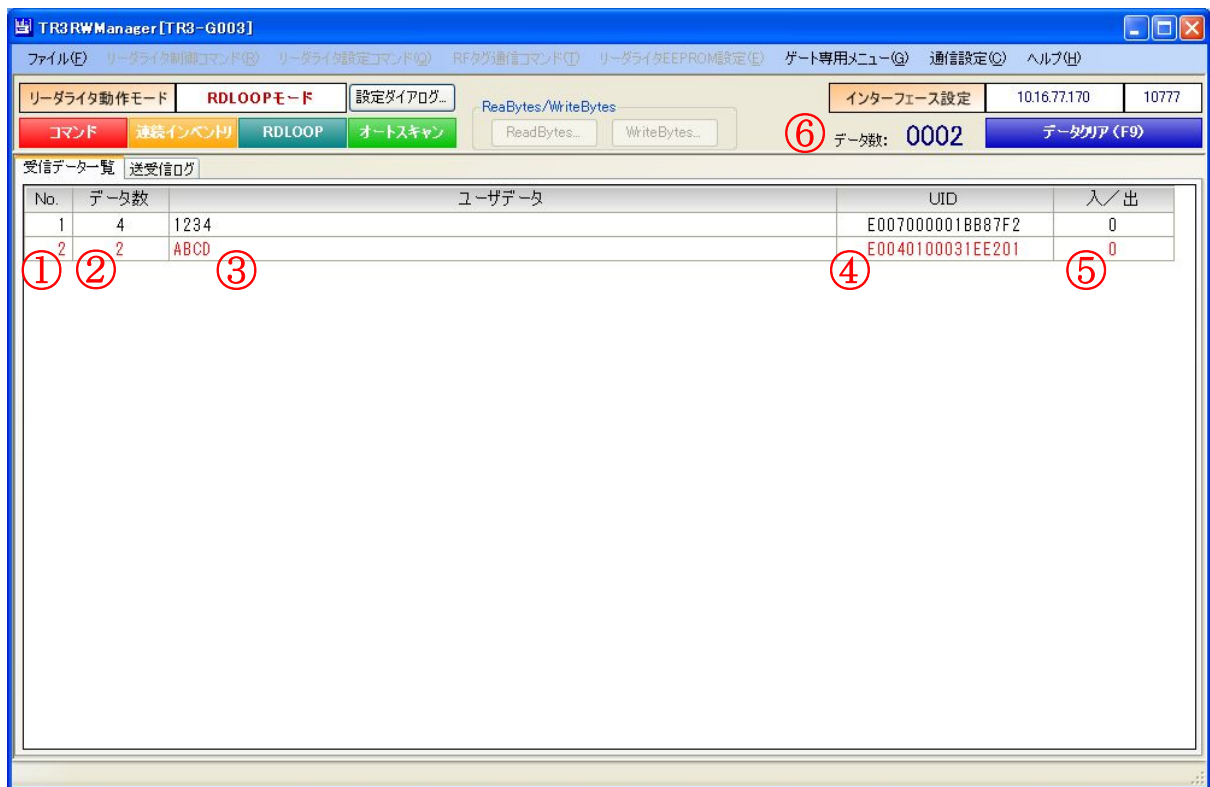 TR3RWManager[TR3-G003]
ファイル(F) リーダライタ制御コマンド(R) リーダライタ設定コマンド(Q) RFタグ通信コマンド(T) リーダライタEEPROM設定(E) ゲート専用メニュー(G) 通信設定(C) ヘルプ(H)
リーダライタ動作モード RDLOOPモード 設定ダイアログ... ReaBytes/WriteBytes インターフェース設定 10.16.77.170 10777
コマンド 連続インベントリ RDLOOP オートスキャン ReadBytes... WriteBytes... ⑥ データ数: 0002 データクリア(F9)
受信データ一覧 送受信ログ
No. データ数 ユーザデータ UID 入/出
1 4 1234 E007000001BB87F2 0
2 2 ABCD E0040100031EE201 0
① ② ③ ④ ⑤